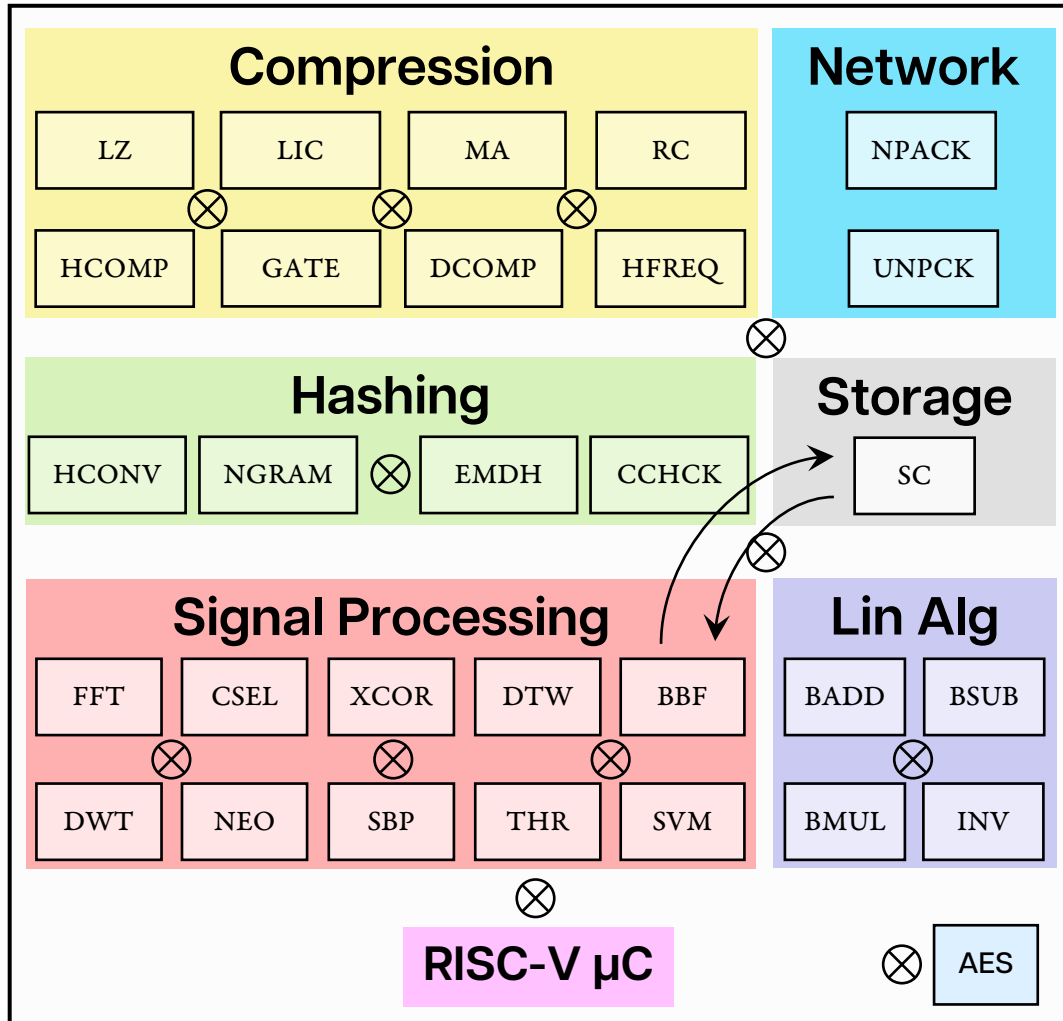 Compression
LZ LIC MA RC
HCOMP GATE DCOMP HFREQ
Network
NPACK
UNPCK
Hashing
HCONV NGRAM EMDH CCHCK
Storage
SC
Signal Processing
FFT CSEL XCOR DTW BBF
DWT NEO SBP THR SVM
Lin Alg
BADD BSUB
BMUL INV
RISC-V µC
AES